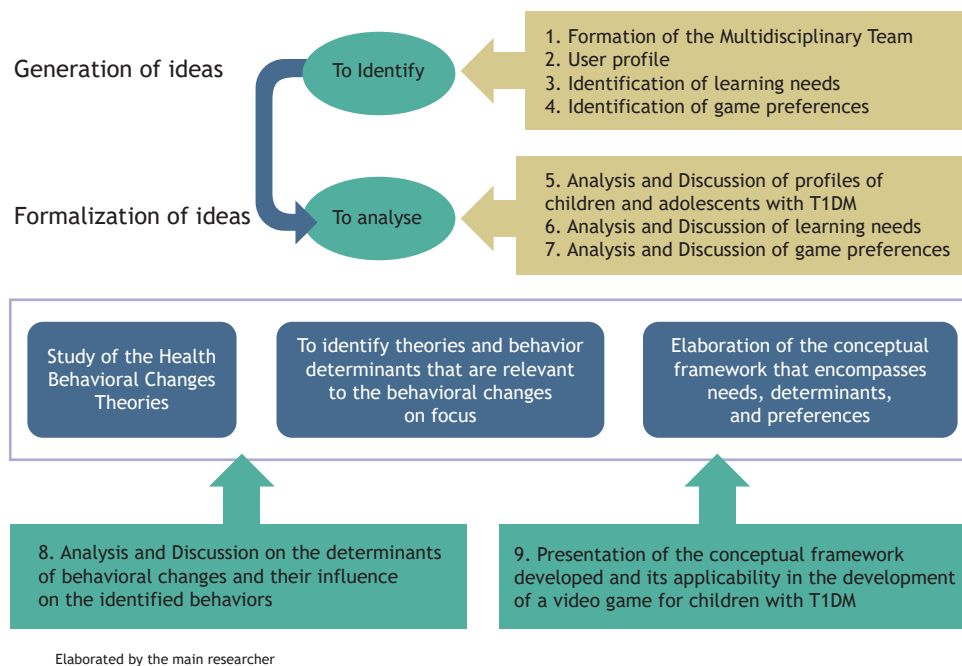 Generation of ideas
To Identify
1. Formation of the Multidisciplinary Team
2. User profile
3. Identification of learning needs
4. Identification of game preferences
Formalization of ideas
To analyse
5. Analysis and Discussion of profiles of
children and adolescents with T1DM
6. Analysis and Discussion of learning needs
7. Analysis and Discussion of game preferences
Study of the Health
Behavioral Changes
Theories
To identify theories and behavior
determinants that are relevant
to the behavioral changes
on focus
Elaboration of the conceptual
framework that encompasses
needs, determinants,
and preferences
8. Analysis and Discussion on the determinants
of behavioral changes and their influence
on the identified behaviors
9. Presentation of the conceptual framework
developed and its applicability in the development
of a video game for children with T1DM
Elaborated by the main researcher